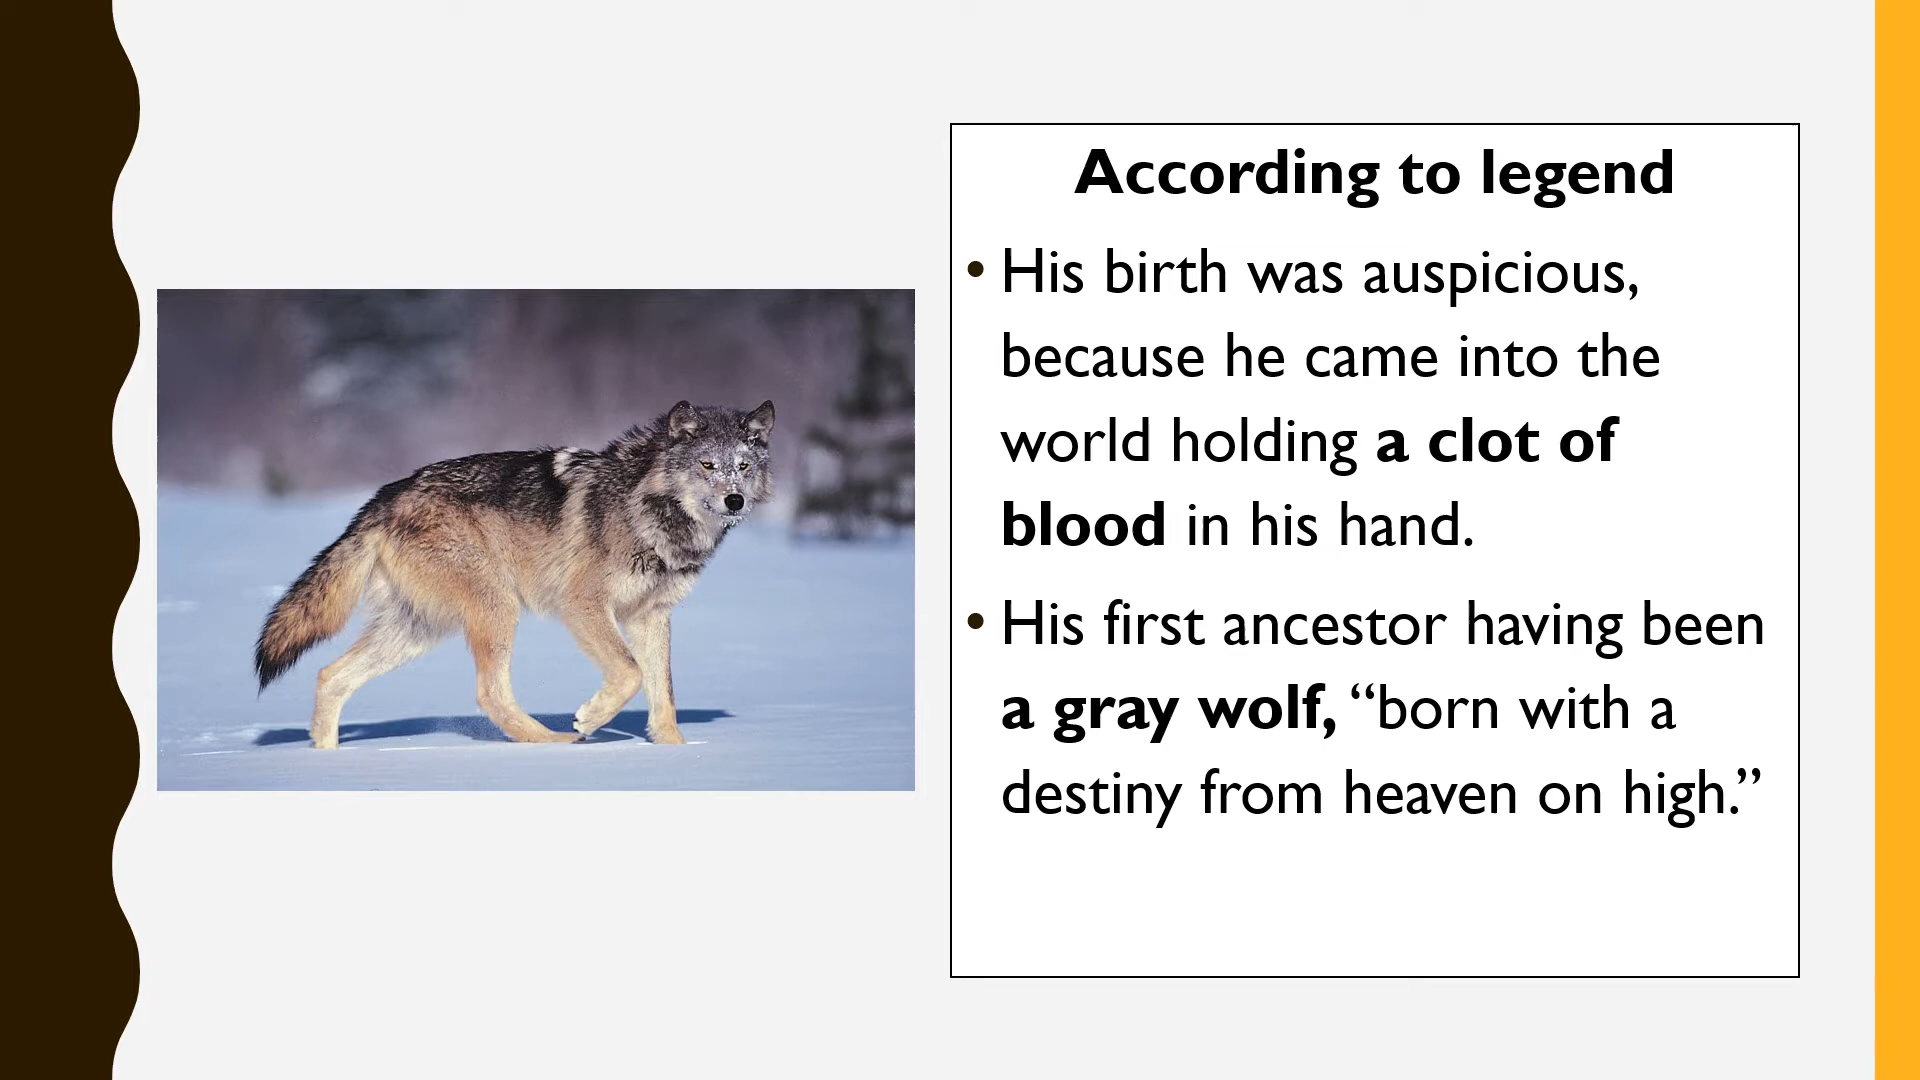 According to legend
• His birth was auspicious,
because he came into the
world holding a clot of
blood in his hand.
• His first ancestor having been
a gray wolf, “born with a
destiny from heaven on high.”